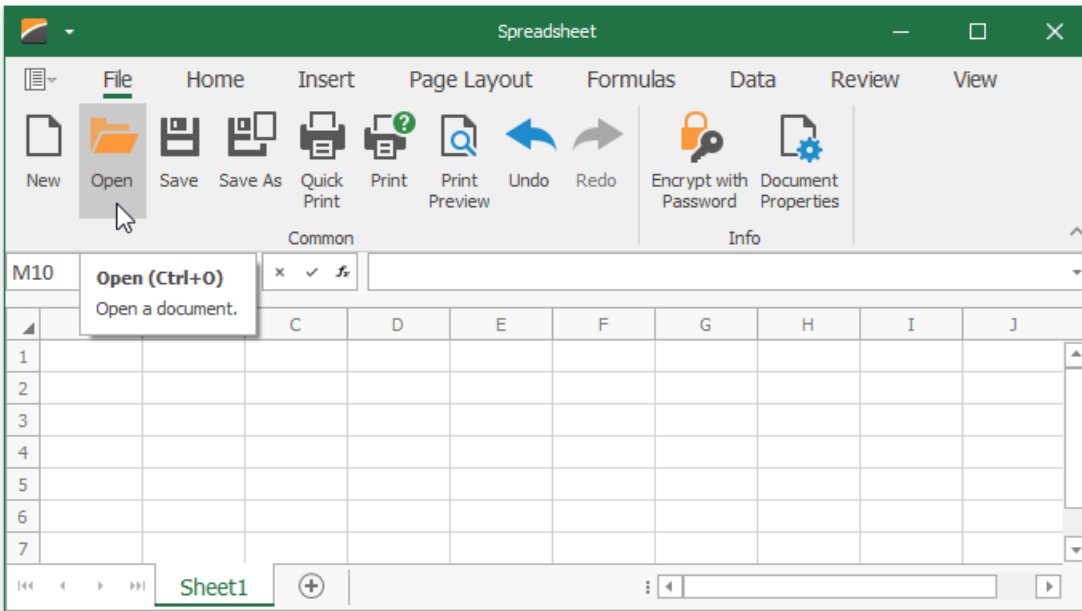 Spreadsheet
File Home Insert Page Layout Formulas Data Review View
New Open Save Save As Quick Print Print Print Preview Undo Redo Encrypt with Password Document Properties
Common Info
M10 fx
Open (Ctrl+O)
Open a document.
C D E F G H I J
1
2
3
4
5
6
7
Sheet1